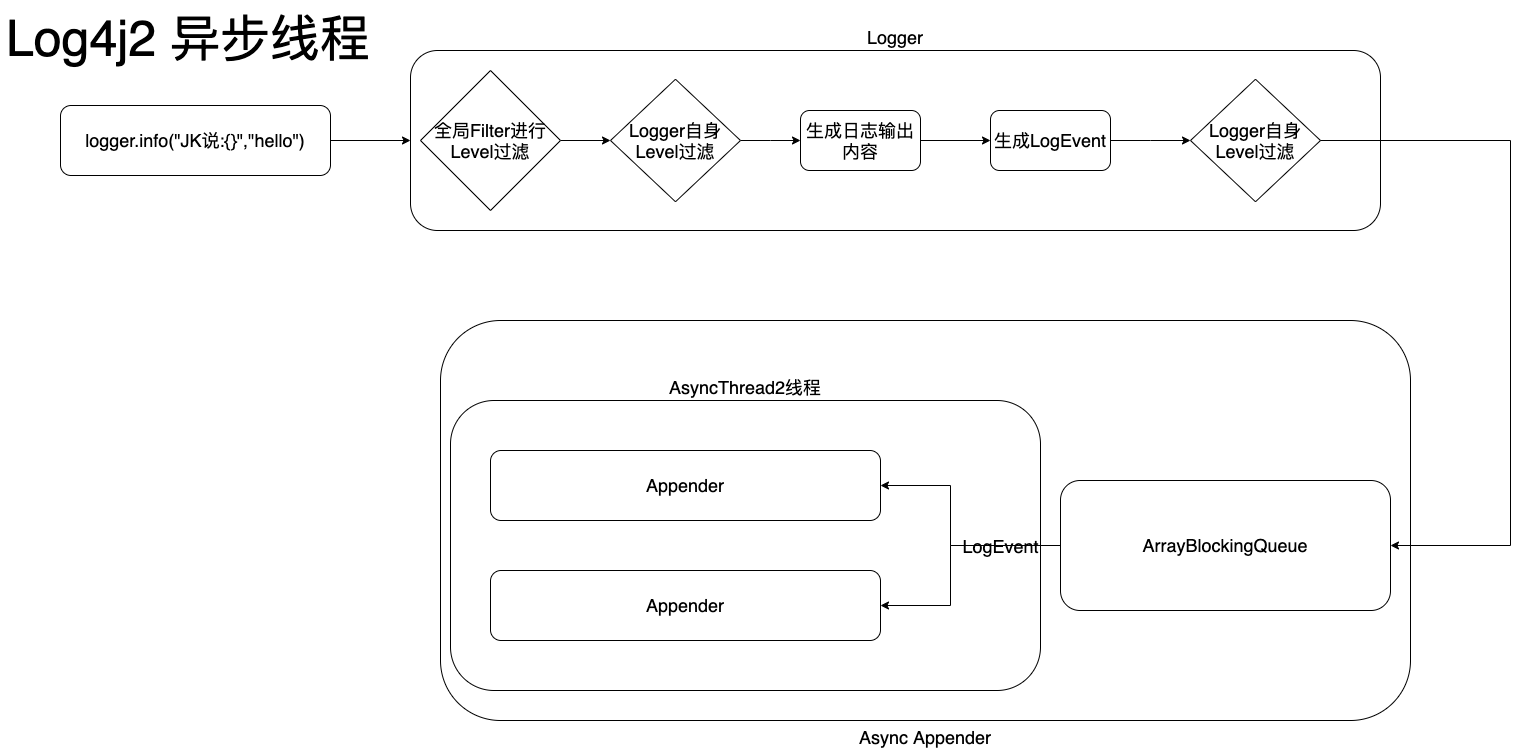 Log4j2 异步线程
Logger
logger.info("JK说:{}","hello")
全局Filter进行
Level过滤
Logger自身
Level过滤
生成日志输出
内容
生成LogEvent
Logger自身
Level过滤
AsyncThread2线程
Appender
LogEvent
ArrayBlockingQueue
Appender
Async Appender